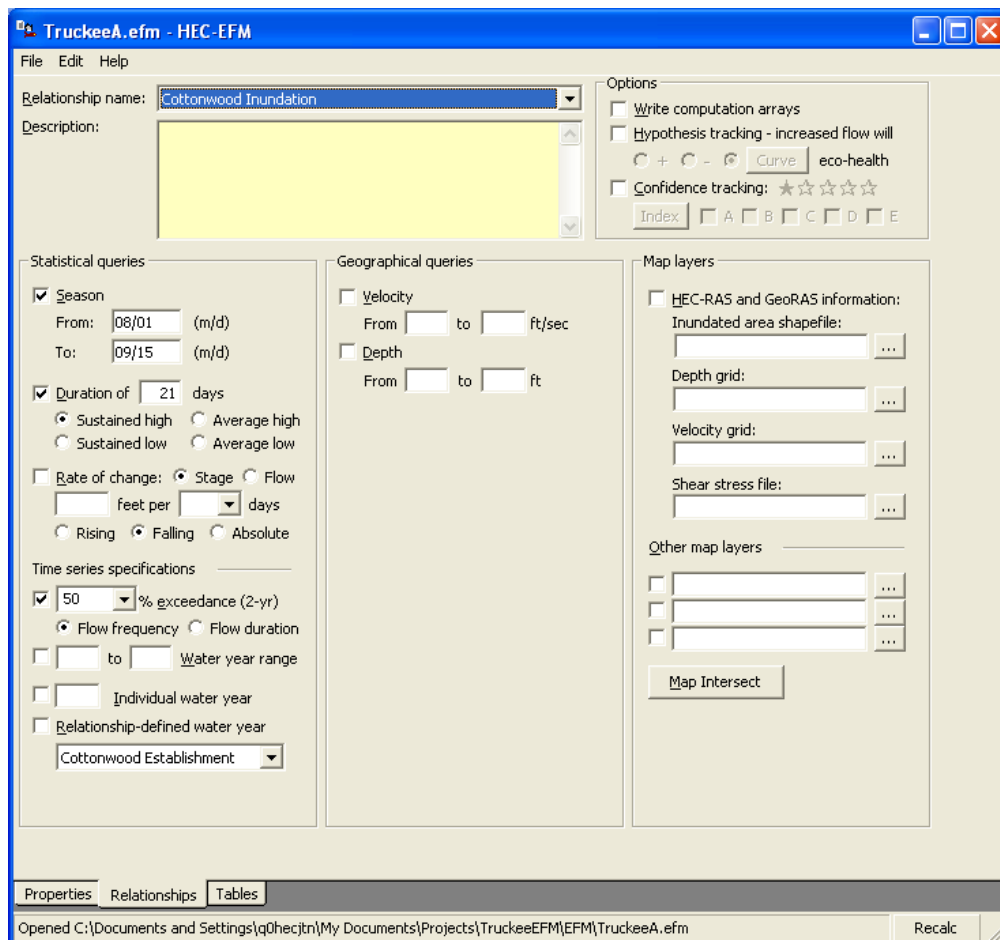 TruckeeA.efm - HEC-EFM
File Edit Help
Relationship name: Cottonwood Inundation
Description:
Options
Write computation arrays
Hypothesis tracking - increased flow will
+ - Curve eco-health
Confidence tracking:
Index A B C D E
Statistical queries
Season
From: 08/01 (m/d)
To: 09/15 (m/d)
Duration of 21 days
Sustained high Average high
Sustained low Average low
Rate of change: Stage Flow
feet per days
Rising Falling Absolute
Time series specifications
50 % exceedance (2-yr)
Flow frequency Flow duration
to Water year range
Individual water year
Relationship-defined water year
Cottonwood Establishment
Geographical queries
Velocity
From to ft/sec
Depth
From to ft
Map layers
HEC-RAS and GeoRAS information:
Inundated area shapefile:
...
Depth grid:
...
Velocity grid:
...
Shear stress file:
...
Other map layers
...
...
...
Map Intersect
Properties Relationships Tables
Opened C:\Documents and Settings\q0hecjtn\My Documents\Projects\TruckeeEFM\EFM\TruckeeA.efm Recalc